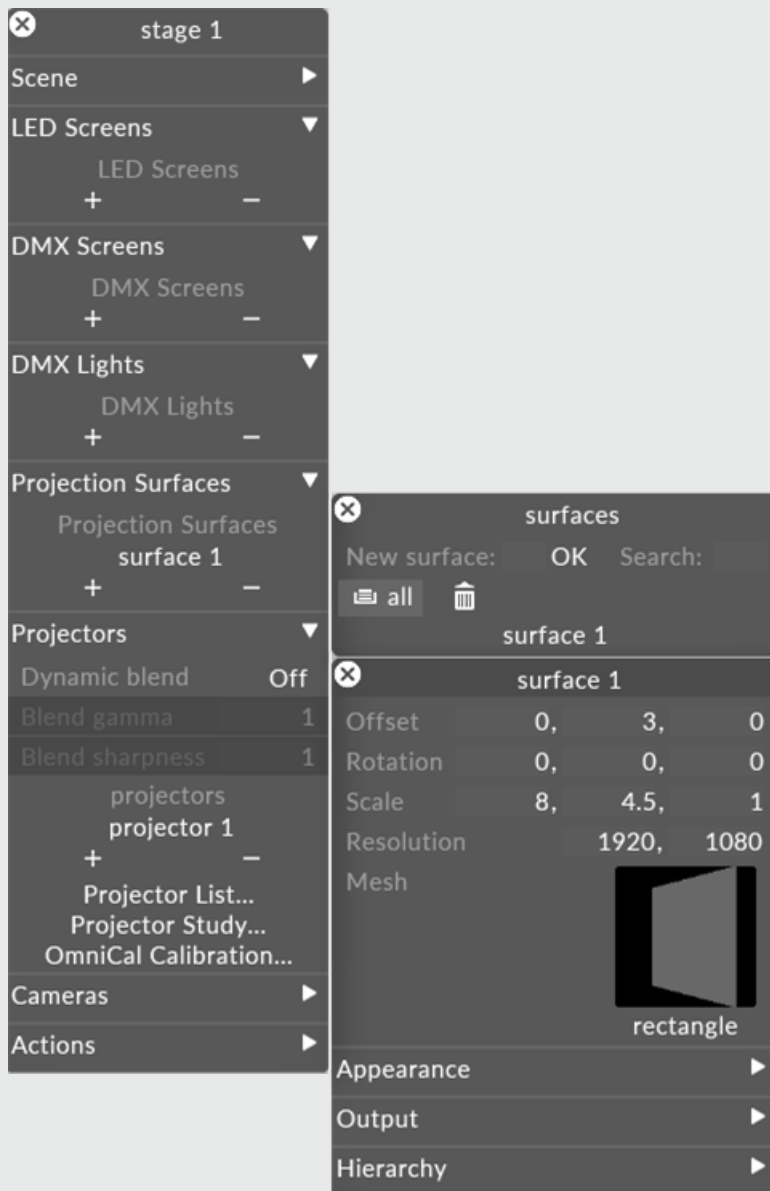 stage 1
Scene
LED Screens
LED Screens
+ −
DMX Screens
DMX Screens
+ −
DMX Lights
DMX Lights
+ −
Projection Surfaces
Projection Surfaces
surface 1
+ −
Projectors
Dynamic blend Off
Blend gamma 1
Blend sharpness 1
projectors
projector 1
+ −
Projector List...
Projector Study...
OmniCal Calibration...
Cameras
Actions
surfaces
New surface: OK Search:
all
surface 1
surface 1
Offset 0, 3, 0
Rotation 0, 0, 0
Scale 8, 4.5, 1
Resolution 1920, 1080
Mesh
rectangle
Appearance
Output
Hierarchy